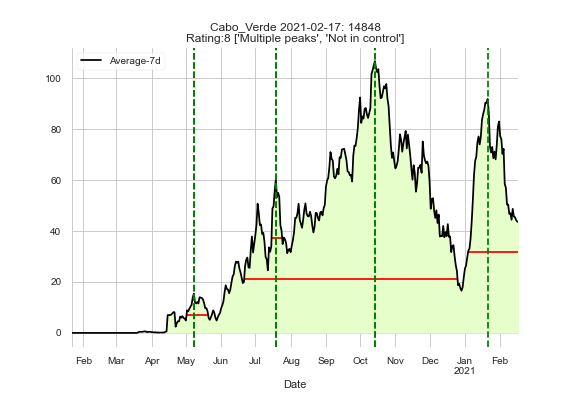 Cabo_Verde 2021-02-17: 14848
Rating:8 ['Multiple peaks', 'Not in control']
Average-7d
100
80
60
40
20
0
Feb Mar Apr May Jun Jul Aug Sep Oct Nov Dec Jan Feb
2021
Date